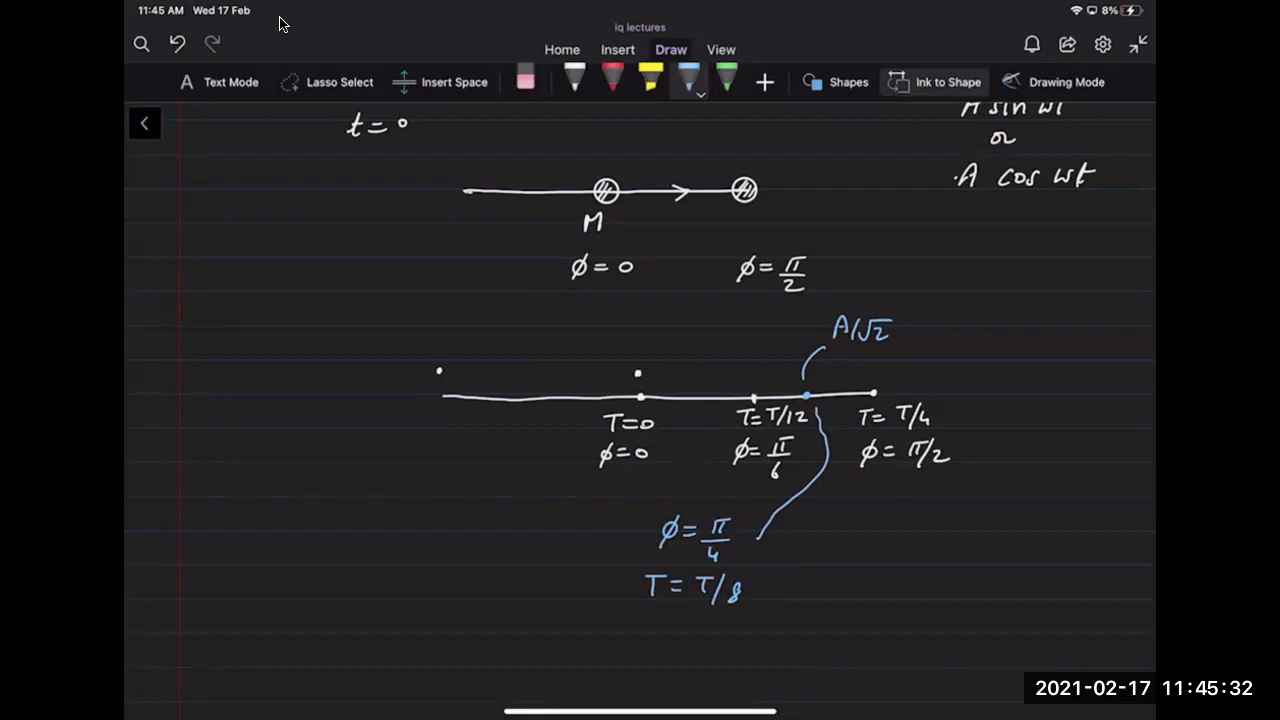 11:45 AM Wed 17 Feb
8%
iq lectures
Home Insert Draw View
Text Mode Lasso Select Insert Space Shapes Ink to Shape Drawing Mode
A sin wt
t = 0
or
A cos wt
M
φ = 0 φ = π/2
A/√2
T=0 T=T/12 T= T/4
φ=0 φ= π/6 φ= π/2
φ= π/4
T= T/8
2021-02-17 11:45:32